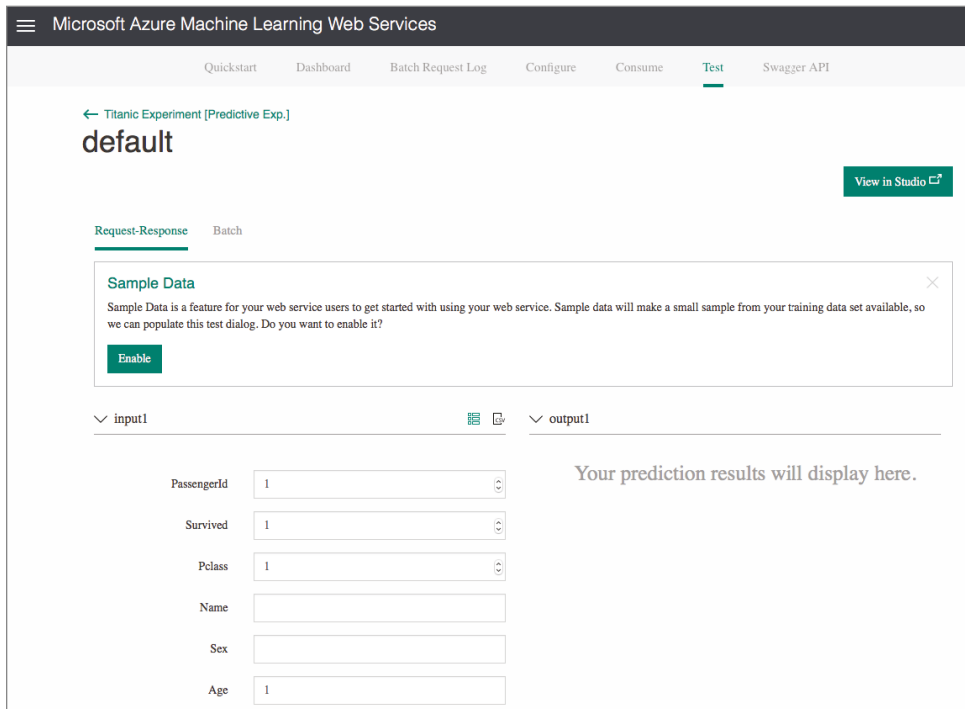 Microsoft Azure Machine Learning Web Services
Quickstart Dashboard Batch Request Log Configure Consume Test Swagger API
← Titanic Experiment [Predictive Exp.]
default
View in Studio
Request-Response Batch
Sample Data
Sample Data is a feature for your web service users to get started with using your web service. Sample data will make a small sample from your training data set available, so
we can populate this test dialog. Do you want to enable it?
Enable
input1 CSV output1
Your prediction results will display here.
PassengerId 1
Survived 1
Pclass 1
Name
Sex
Age 1